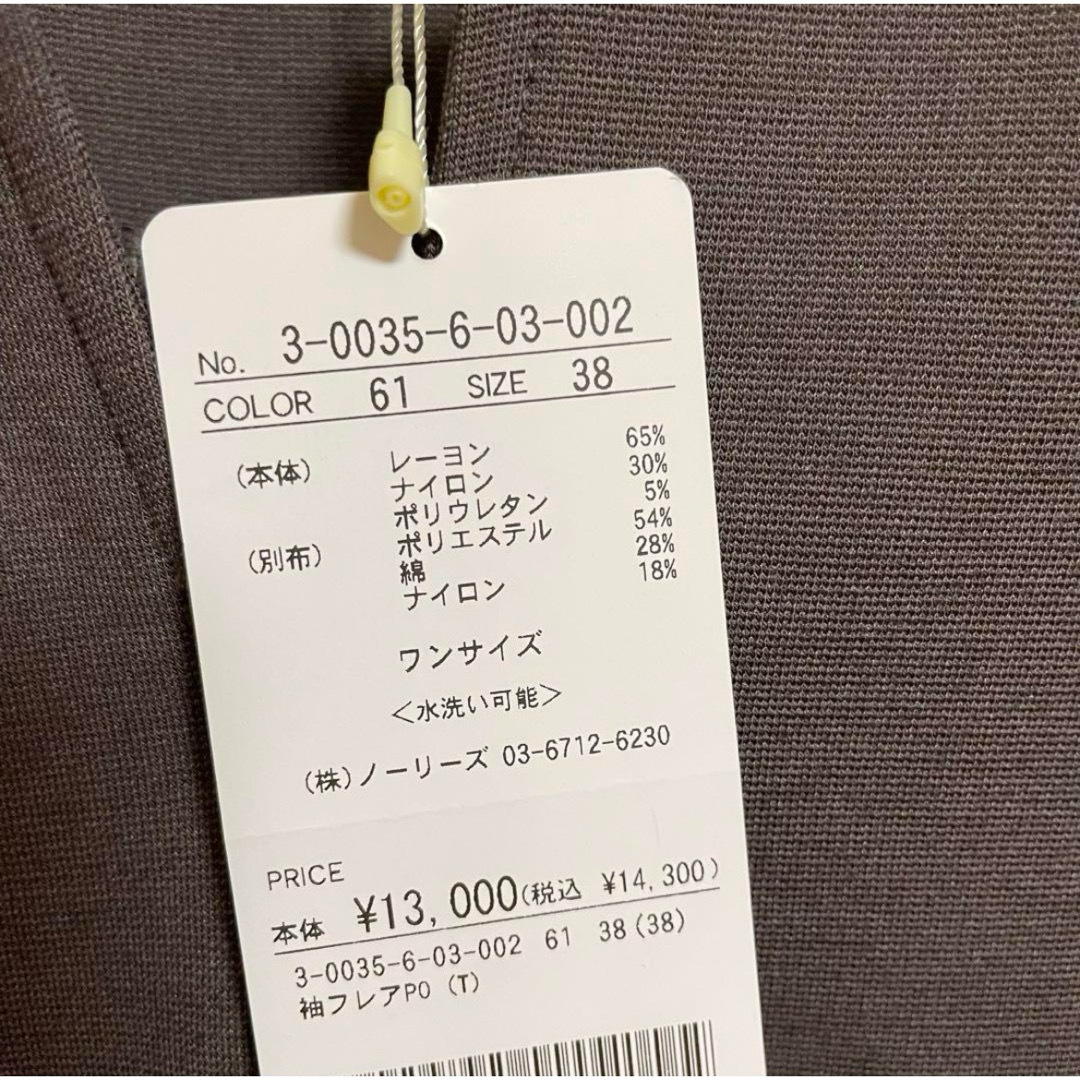 No. 3-0035-6-03-002
COLOR 61 SIZE 38
(本体) レーヨン 65%
ナイロン 30%
ポリウレタン 5%
(別布) ポリエステル 54%
綿 28%
ナイロン 18%
ワンサイズ
<水洗い可能>
(株)ノーリーズ 03-6712-6230
PRICE
本体 ¥13,000(税込 ¥14,300)
3-0035-6-03-002 61 38(38)
袖フレアPO (T)